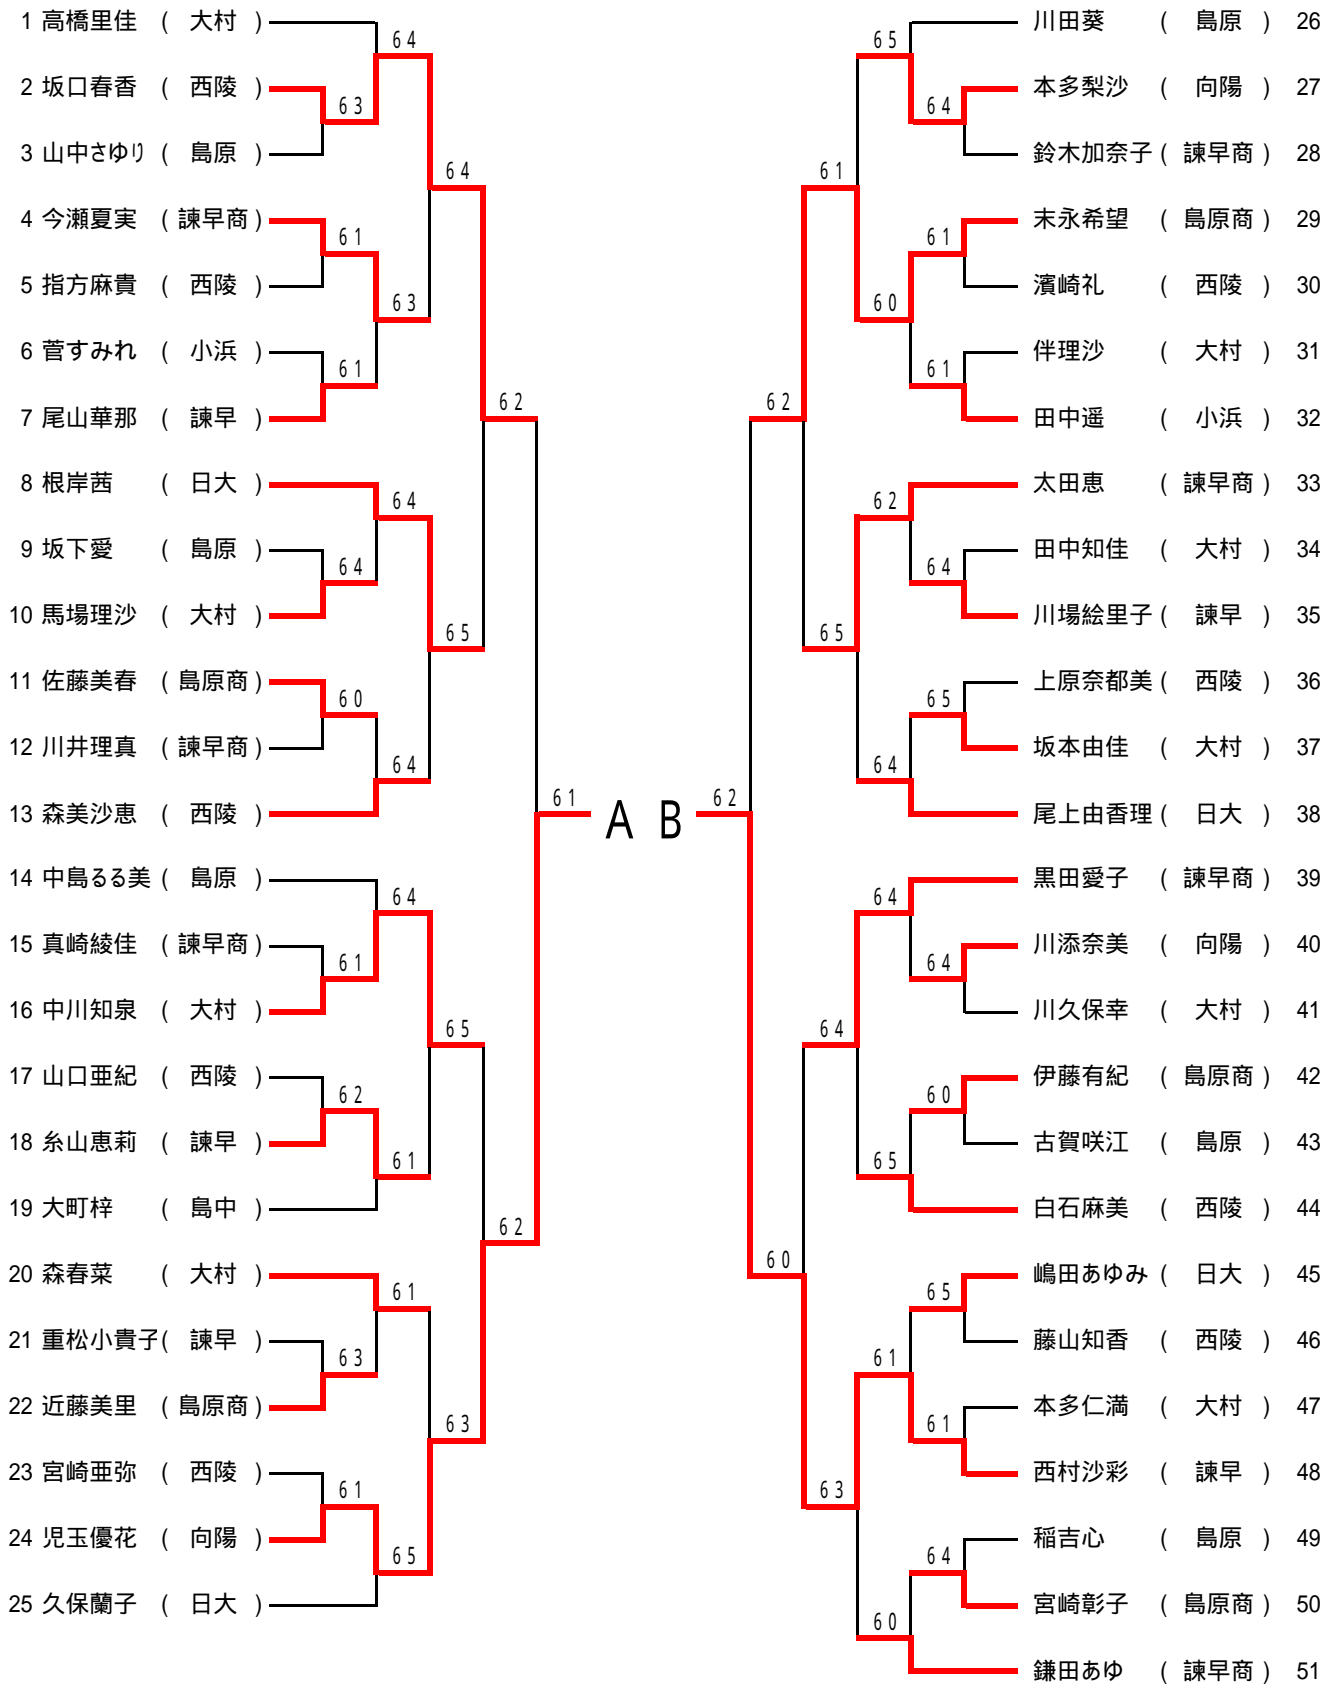 1 高橋里佳 ( 大村 )
64
2 坂口春香 ( 西陵 )
63
3 山中さゆり ( 島原 )
64
4 今瀬夏実 ( 諫早商 )
61
5 指方麻貴 ( 西陵 )
63
6 菅すみれ ( 小浜 )
61
7 尾山華那 ( 諫早 )
62
8 根岸茜 ( 日大 )
64
9 坂下愛 ( 島原 )
64
10 馬場理沙 ( 大村 )
65
11 佐藤美春 ( 島原商 )
60
12 川井理真 ( 諫早商 )
64
13 森美沙恵 ( 西陵 )
61
A B
14 中島るる美 ( 島原 )
64
15 真崎綾佳 ( 諫早商 )
61
16 中川知泉 ( 大村 )
65
17 山口亜紀 ( 西陵 )
62
18 糸山恵莉 ( 諫早 )
61
19 大町梓 ( 島中 )
62
20 森春菜 ( 大村 )
61
21 重松小貴子 ( 諫早 )
63
22 近藤美里 ( 島原商 )
63
23 宮崎亜弥 ( 西陵 )
61
24 児玉優花 ( 向陽 )
65
25 久保蘭子 ( 日大 )
川田葵 ( 島原 ) 26
65
本多梨沙 ( 向陽 ) 27
64
鈴木加奈子 ( 諫早商 ) 28
61
末永希望 ( 島原商 ) 29
61
濱崎礼 ( 西陵 ) 30
60
伴理沙 ( 大村 ) 31
61
田中遥 ( 小浜 ) 32
62
太田恵 ( 諫早商 ) 33
62
田中知佳 ( 大村 ) 34
64
川場絵里子 ( 諫早 ) 35
65
上原奈都美 ( 西陵 ) 36
65
坂本由佳 ( 大村 ) 37
64
尾上由香理 ( 日大 ) 38
62
黒田愛子 ( 諫早商 ) 39
64
川添奈美 ( 向陽 ) 40
64
川久保幸 ( 大村 ) 41
64
伊藤有紀 ( 島原商 ) 42
60
古賀咲江 ( 島原 ) 43
65
白石麻美 ( 西陵 ) 44
60
嶋田あゆみ ( 日大 ) 45
65
藤山知香 ( 西陵 ) 46
61
本多仁満 ( 大村 ) 47
61
西村沙彩 ( 諫早 ) 48
63
稲吉心 ( 島原 ) 49
64
宮崎彰子 ( 島原商 ) 50
60
鎌田あゆ ( 諫早商 ) 51